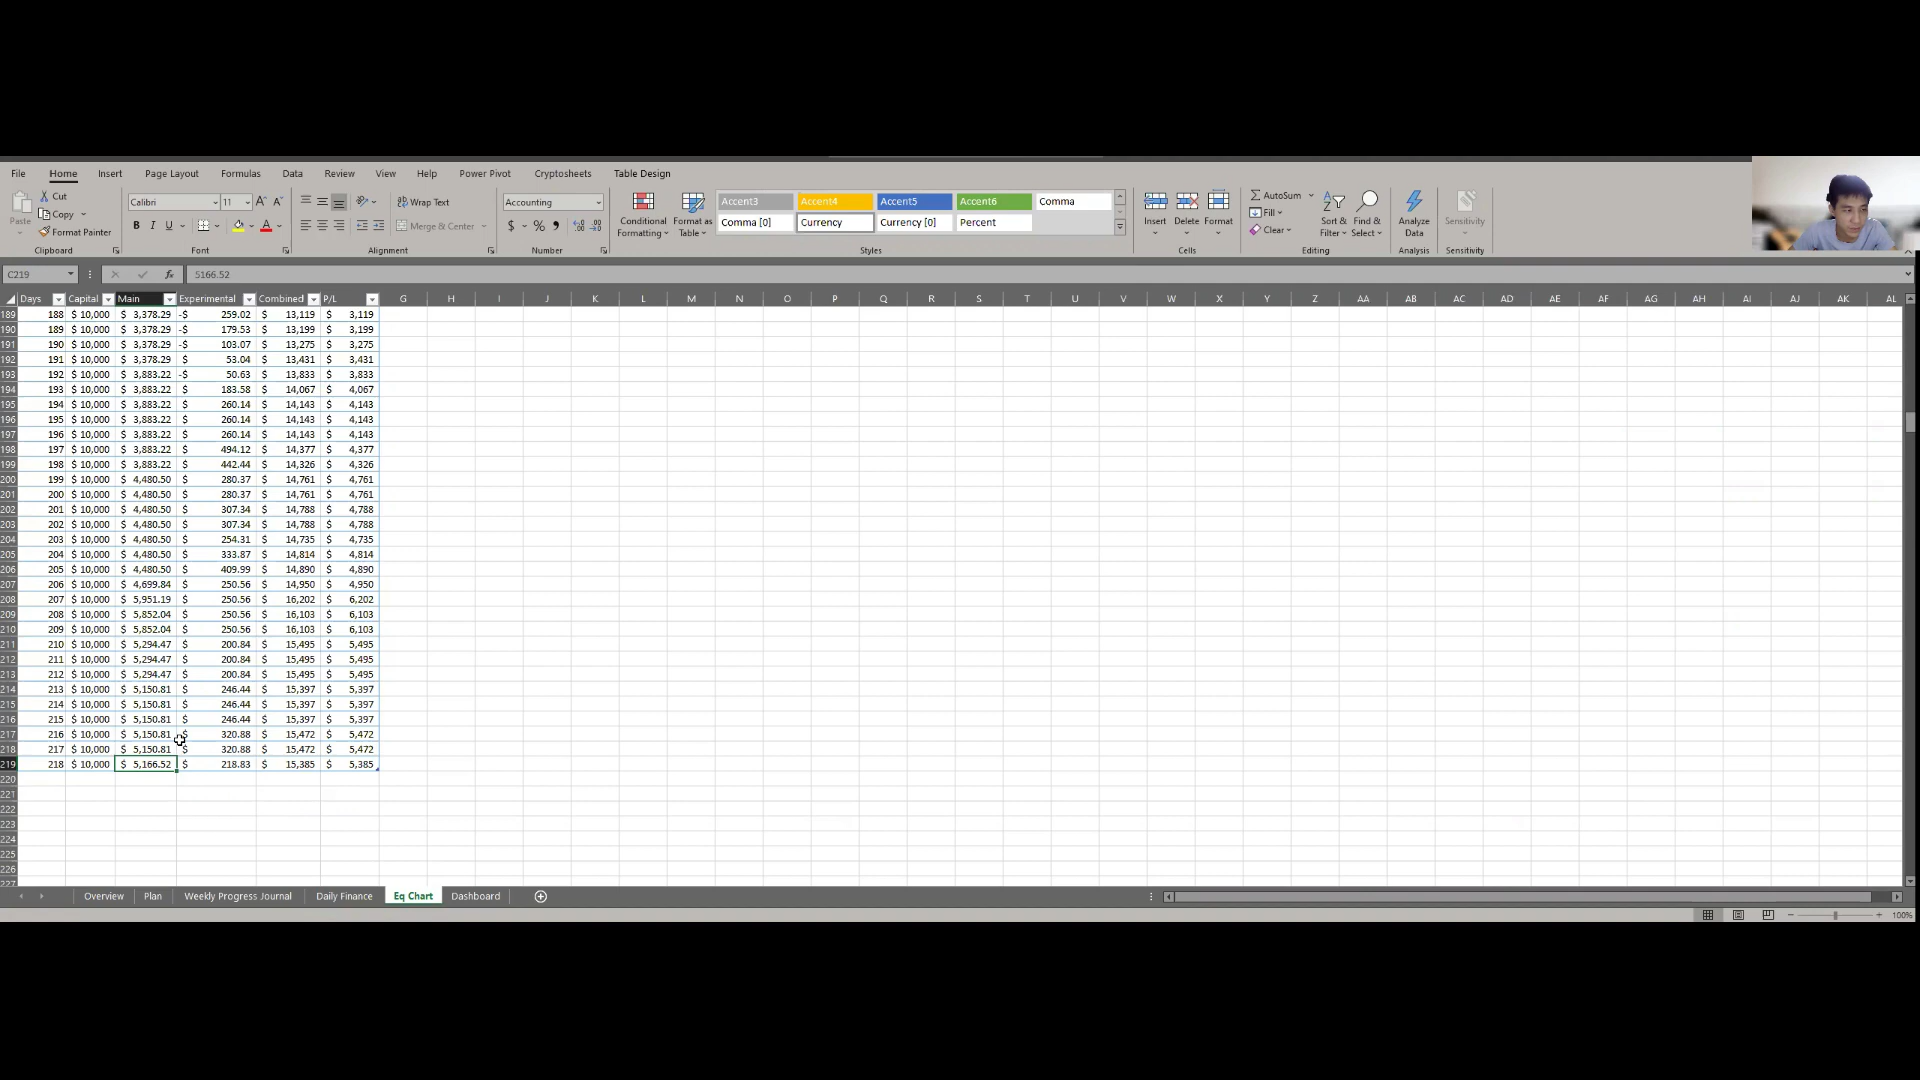 File Home Insert Page Layout Formulas Data Review View Help Power Pivot Cryptosheets Table Design
Paste Cut Copy Format Painter
Calibri 11 B I U
Wrap Text Merge & Center
Accounting $ %
Conditional Formatting Format as Table
Accent3 Accent4 Accent5 Accent6 Comma
Comma [0] Currency Currency [0] Percent
Insert Delete Format
AutoSum Fill Clear Sort & Filter Find & Select
Analyze Data Sensitivity
Clipboard Font Alignment Number Styles Cells Editing Analysis Sensitivity
C219 fx 5166.52
Days Capital Main Experimental Combined P/L G H I J K L M N O P Q R S T U V W X Y Z AA AB AC AD AE AF AG AH AI AJ AK AL
189 188 $ 10,000 $ 3,378.29 -$ 259.02 $ 13,119 $ 3,119
190 189 $ 10,000 $ 3,378.29 -$ 179.53 $ 13,199 $ 3,199
191 190 $ 10,000 $ 3,378.29 -$ 103.07 $ 13,275 $ 3,275
192 191 $ 10,000 $ 3,378.29 $ 53.04 $ 13,431 $ 3,431
193 192 $ 10,000 $ 3,883.22 -$ 50.63 $ 13,833 $ 3,833
194 193 $ 10,000 $ 3,883.22 $ 183.58 $ 14,067 $ 4,067
195 194 $ 10,000 $ 3,883.22 $ 260.14 $ 14,143 $ 4,143
196 195 $ 10,000 $ 3,883.22 $ 260.14 $ 14,143 $ 4,143
197 196 $ 10,000 $ 3,883.22 $ 260.14 $ 14,143 $ 4,143
198 197 $ 10,000 $ 3,883.22 $ 494.12 $ 14,377 $ 4,377
199 198 $ 10,000 $ 3,883.22 $ 442.44 $ 14,326 $ 4,326
200 199 $ 10,000 $ 4,480.50 $ 280.37 $ 14,761 $ 4,761
201 200 $ 10,000 $ 4,480.50 $ 280.37 $ 14,761 $ 4,761
202 201 $ 10,000 $ 4,480.50 $ 307.34 $ 14,788 $ 4,788
203 202 $ 10,000 $ 4,480.50 $ 307.34 $ 14,788 $ 4,788
204 203 $ 10,000 $ 4,480.50 $ 254.31 $ 14,735 $ 4,735
205 204 $ 10,000 $ 4,480.50 $ 333.87 $ 14,814 $ 4,814
206 205 $ 10,000 $ 4,480.50 $ 409.99 $ 14,890 $ 4,890
207 206 $ 10,000 $ 4,699.84 $ 250.56 $ 14,950 $ 4,950
208 207 $ 10,000 $ 5,951.19 $ 250.56 $ 16,202 $ 6,202
209 208 $ 10,000 $ 5,852.04 $ 250.56 $ 16,103 $ 6,103
210 209 $ 10,000 $ 5,852.04 $ 250.56 $ 16,103 $ 6,103
211 210 $ 10,000 $ 5,294.47 $ 200.84 $ 15,495 $ 5,495
212 211 $ 10,000 $ 5,294.47 $ 200.84 $ 15,495 $ 5,495
213 212 $ 10,000 $ 5,294.47 $ 200.84 $ 15,495 $ 5,495
214 213 $ 10,000 $ 5,150.81 $ 246.44 $ 15,397 $ 5,397
215 214 $ 10,000 $ 5,150.81 $ 246.44 $ 15,397 $ 5,397
216 215 $ 10,000 $ 5,150.81 $ 246.44 $ 15,397 $ 5,397
217 216 $ 10,000 $ 5,150.81 $ 320.88 $ 15,472 $ 5,472
218 217 $ 10,000 $ 5,150.81 $ 320.88 $ 15,472 $ 5,472
219 218 $ 10,000 $ 5,166.52 $ 218.83 $ 15,385 $ 5,385
220
221
222
223
224
225
226
227
Overview Plan Weekly Progress Journal Daily Finance Eq Chart Dashboard
100%